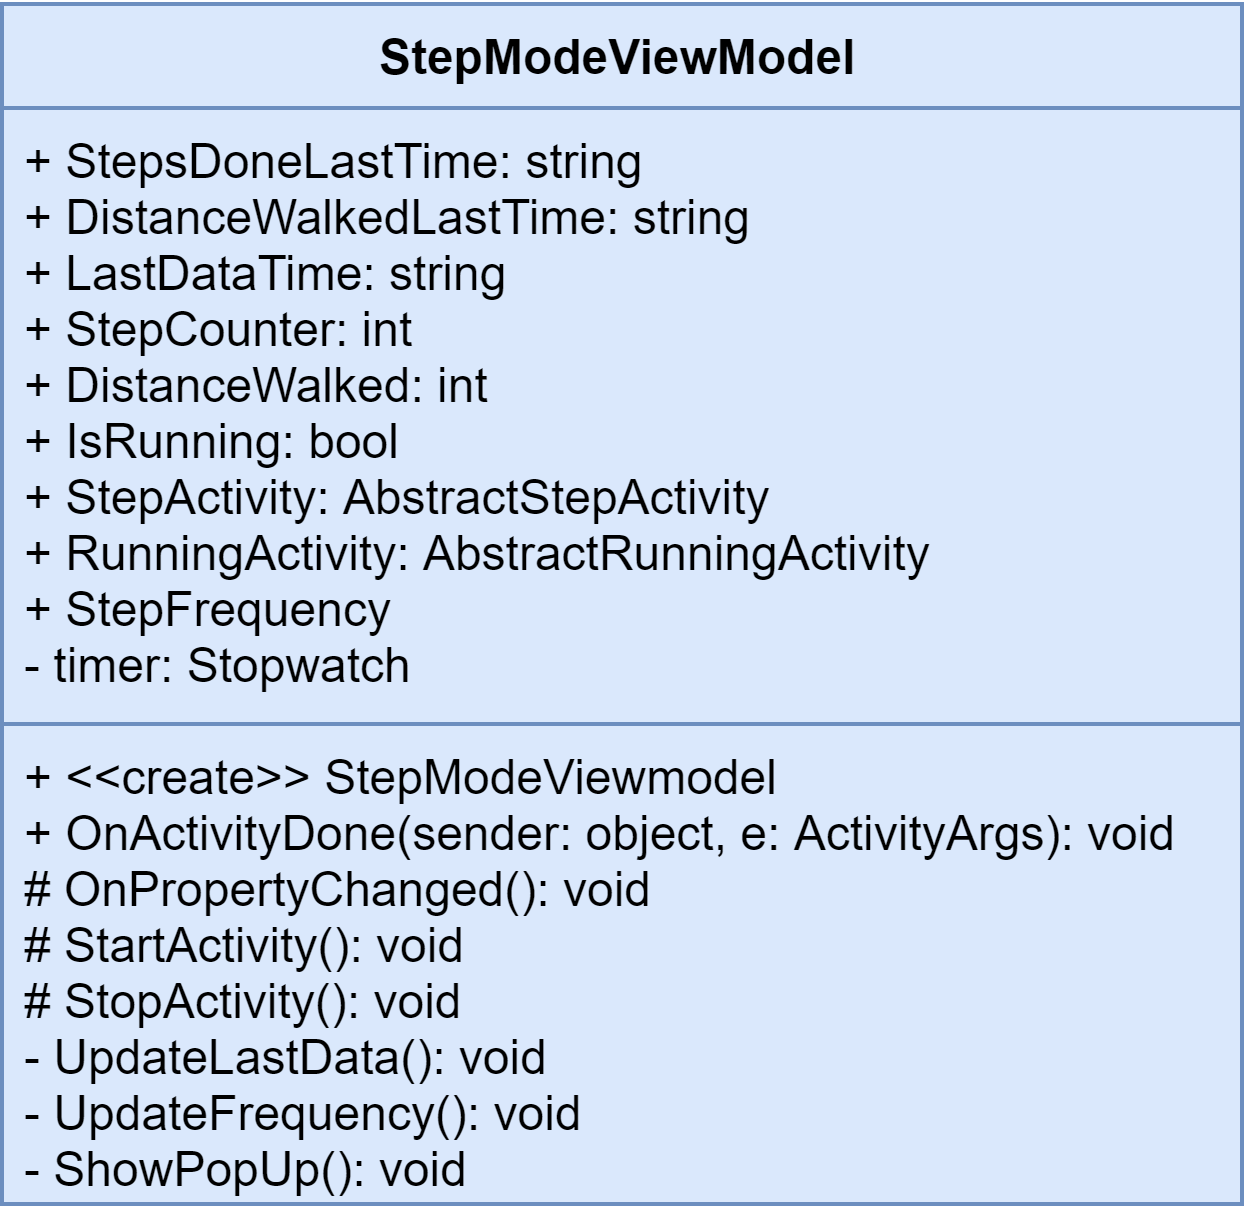 StepModeViewModel
+ StepsDoneLastTime: string
+ DistanceWalkedLastTime: string
+ LastDataTime: string
+ StepCounter: int
+ DistanceWalked: int
+ IsRunning: bool
+ StepActivity: AbstractStepActivity
+ RunningActivity: AbstractRunningActivity
+ StepFrequency
- timer: Stopwatch
+ <<create>> StepModeViewmodel
+ OnActivityDone(sender: object, e: ActivityArgs): void
# OnPropertyChanged(): void
# StartActivity(): void
# StopActivity(): void
- UpdateLastData(): void
- UpdateFrequency(): void
- ShowPopUp(): void